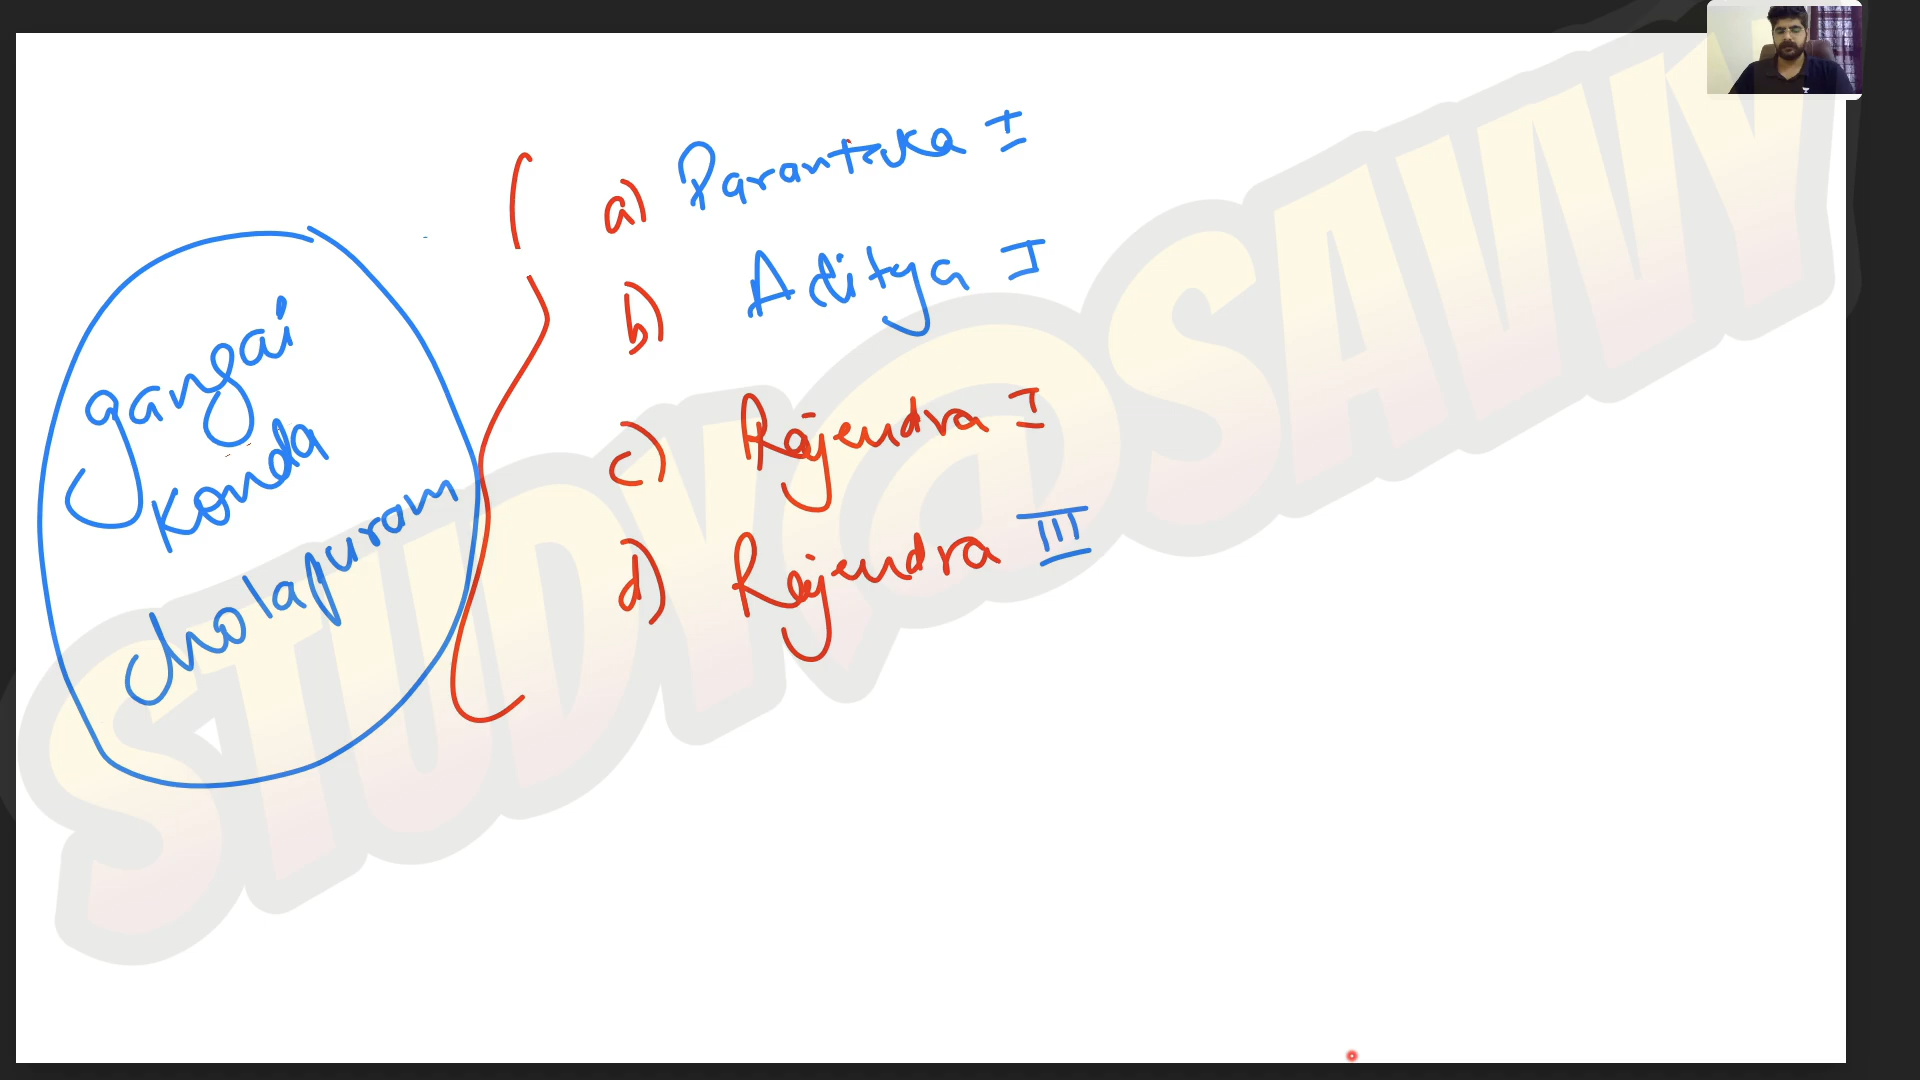 gangai
konda
cholapuram
a) Parantaka I
b) Aditya I
c) Rajendra I
d) Rajendra III
STUDY@SAVVY